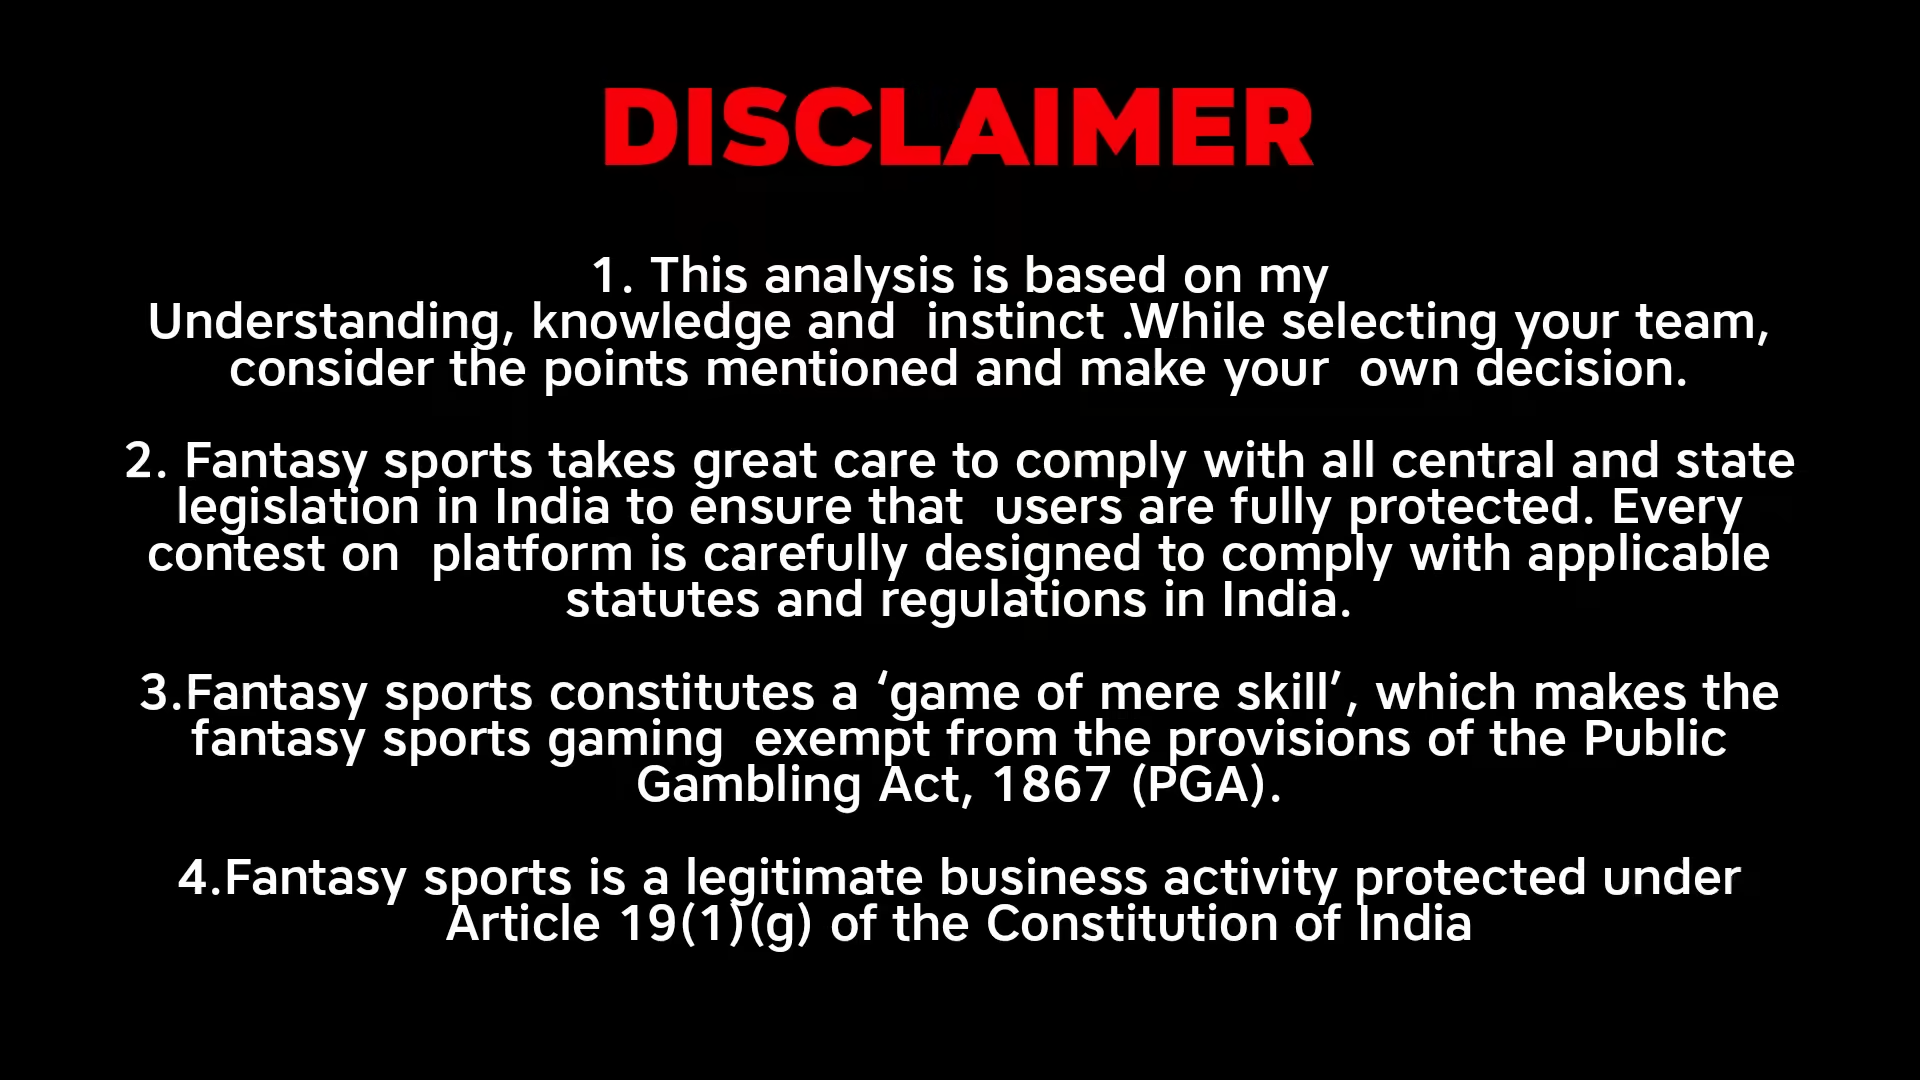 DISCLAIMER
1. This analysis is based on my
Understanding, knowledge and  instinct .While selecting your team,
consider the points mentioned and make your  own decision.
2. Fantasy sports takes great care to comply with all central and state
legislation in India to ensure that  users are fully protected. Every
contest on  platform is carefully designed to comply with applicable
statutes and regulations in India.
3.Fantasy sports constitutes a ‘game of mere skill’, which makes the
fantasy sports gaming  exempt from the provisions of the Public
Gambling Act, 1867 (PGA).
4.Fantasy sports is a legitimate business activity protected under
Article 19(1)(g) of the Constitution of India